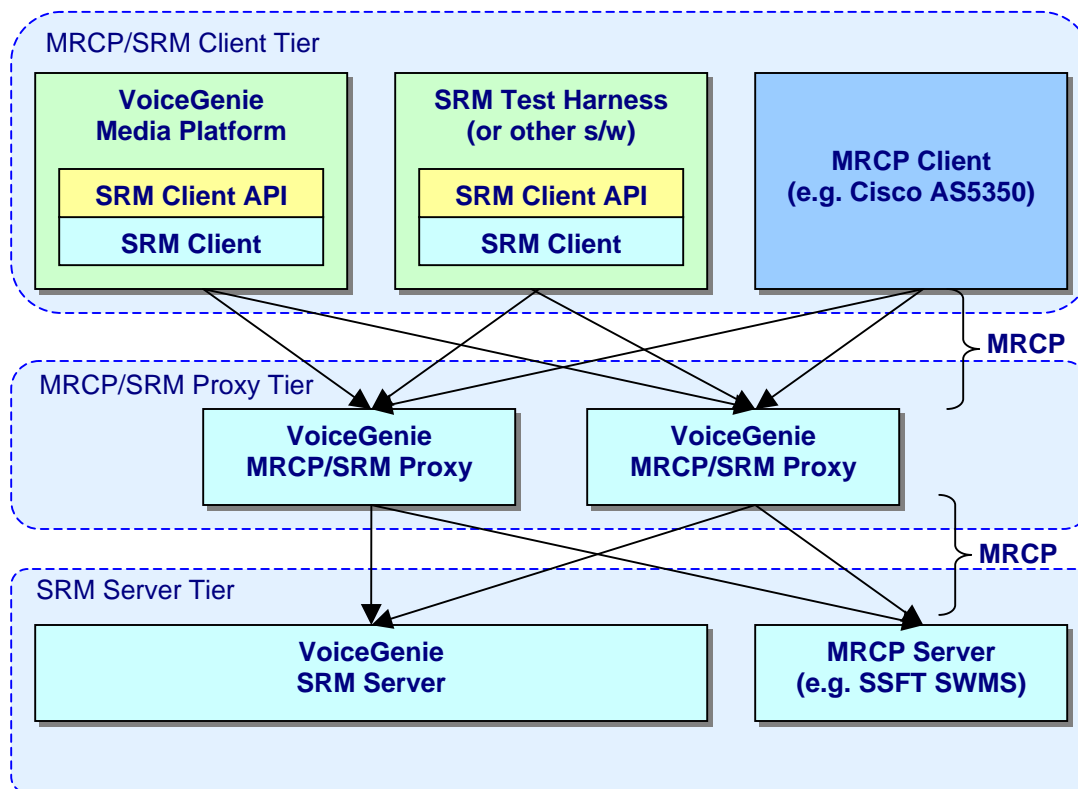 MRCP/SRM Client Tier
VoiceGenie
Media Platform
SRM Client API
SRM Client
SRM Test Harness
(or other s/w)
SRM Client API
SRM Client
MRCP Client
(e.g. Cisco AS5350)
MRCP
MRCP/SRM Proxy Tier
VoiceGenie
MRCP/SRM Proxy
VoiceGenie
MRCP/SRM Proxy
MRCP
SRM Server Tier
VoiceGenie
SRM Server
MRCP Server
(e.g. SSFT SWMS)